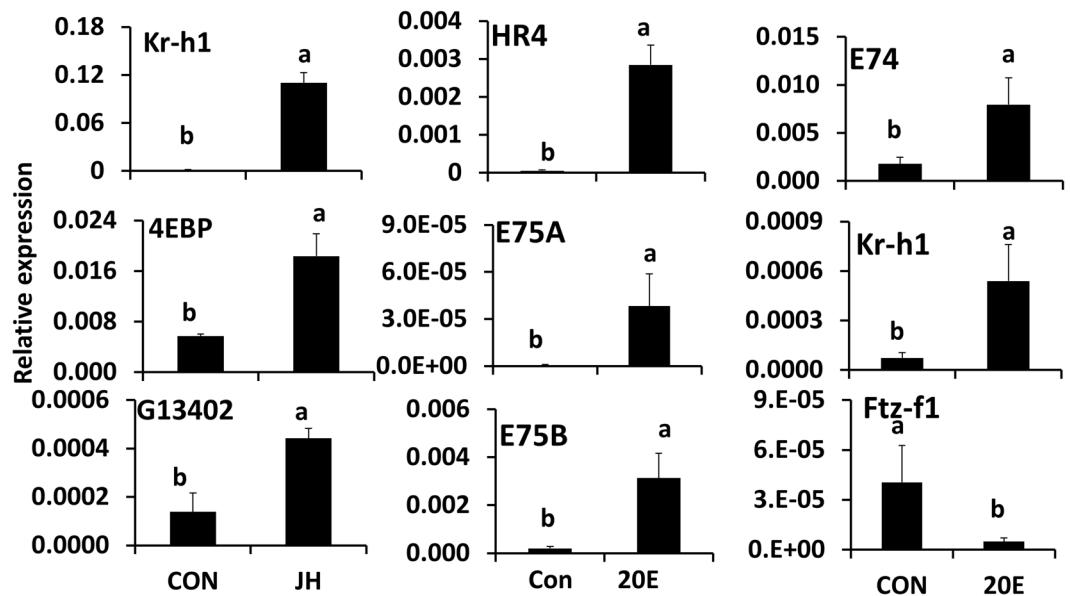 Relative expression
Kr-h1
0.18
0.12
0.06
0
b
a
HR4
0.004
0.003
0.002
0.001
0
b
a
E74
0.015
0.010
0.005
0.000
b
a
4EBP
0.024
0.016
0.008
0.000
b
a
E75A
9.0E-05
6.0E-05
3.0E-05
0.0E+00
b
a
Kr-h1
0.0009
0.0006
0.0003
0.0000
b
a
G13402
0.0006
0.0004
0.0002
0.0000
b
a
CON JH
E75B
0.006
0.004
0.002
0.000
b
a
Con 20E
Ftz-f1
9.E-05
6.E-05
3.E-05
0.E+00
a
b
CON 20E